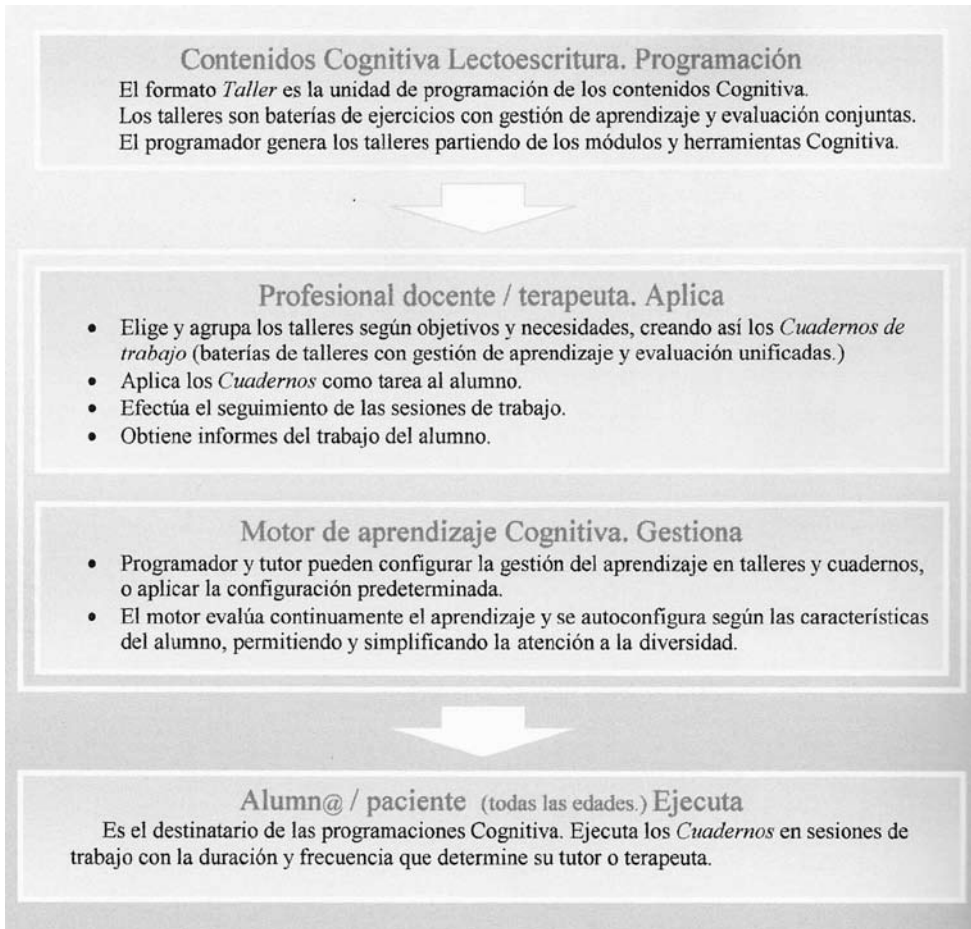 Contenidos Cognitiva Lectoescritura. Programación
El formato Taller es la unidad de programación de los contenidos Cognitiva.
Los talleres son baterías de ejercicios con gestión de aprendizaje y evaluación conjuntas.
El programador genera los talleres partiendo de los módulos y herramientas Cognitiva.
Profesional docente / terapeuta. Aplica
• Elige y agrupa los talleres según objetivos y necesidades, creando así los Cuadernos de
trabajo (baterías de talleres con gestión de aprendizaje y evaluación unificadas.)
• Aplica los Cuadernos como tarea al alumno.
• Efectúa el seguimiento de las sesiones de trabajo.
• Obtiene informes del trabajo del alumno.
Motor de aprendizaje Cognitiva. Gestiona
• Programador y tutor pueden configurar la gestión del aprendizaje en talleres y cuadernos,
o aplicar la configuración predeterminada.
• El motor evalúa continuamente el aprendizaje y se autoconfigura según las características
del alumno, permitiendo y simplificando la atención a la diversidad.
Alumn@ / paciente (todas las edades.) Ejecuta
Es el destinatario de las programaciones Cognitiva. Ejecuta los Cuadernos en sesiones de
trabajo con la duración y frecuencia que determine su tutor o terapeuta.